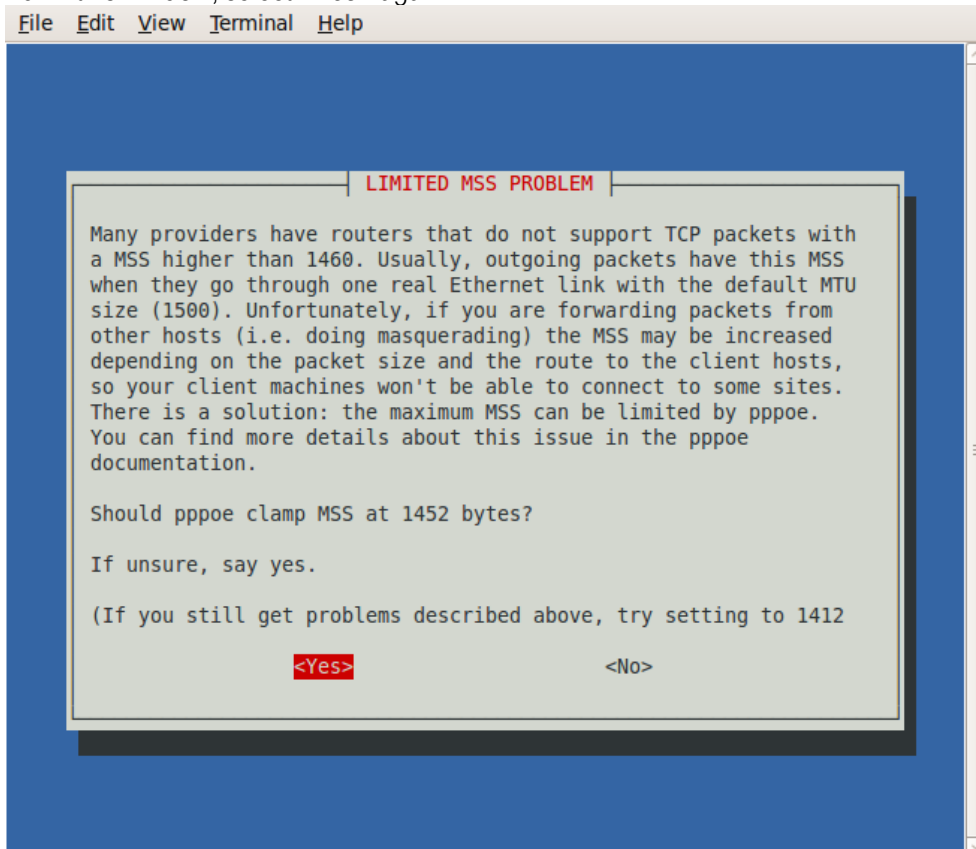 File Edit View Terminal Help
LIMITED MSS PROBLEM
Many providers have routers that do not support TCP packets with
a MSS higher than 1460. Usually, outgoing packets have this MSS
when they go through one real Ethernet link with the default MTU
size (1500). Unfortunately, if you are forwarding packets from
other hosts (i.e. doing masquerading) the MSS may be increased
depending on the packet size and the route to the client hosts,
so your client machines won't be able to connect to some sites.
There is a solution: the maximum MSS can be limited by pppoe.
You can find more details about this issue in the pppoe
documentation.
Should pppoe clamp MSS at 1452 bytes?
If unsure, say yes.
(If you still get problems described above, try setting to 1412
<Yes> <No>